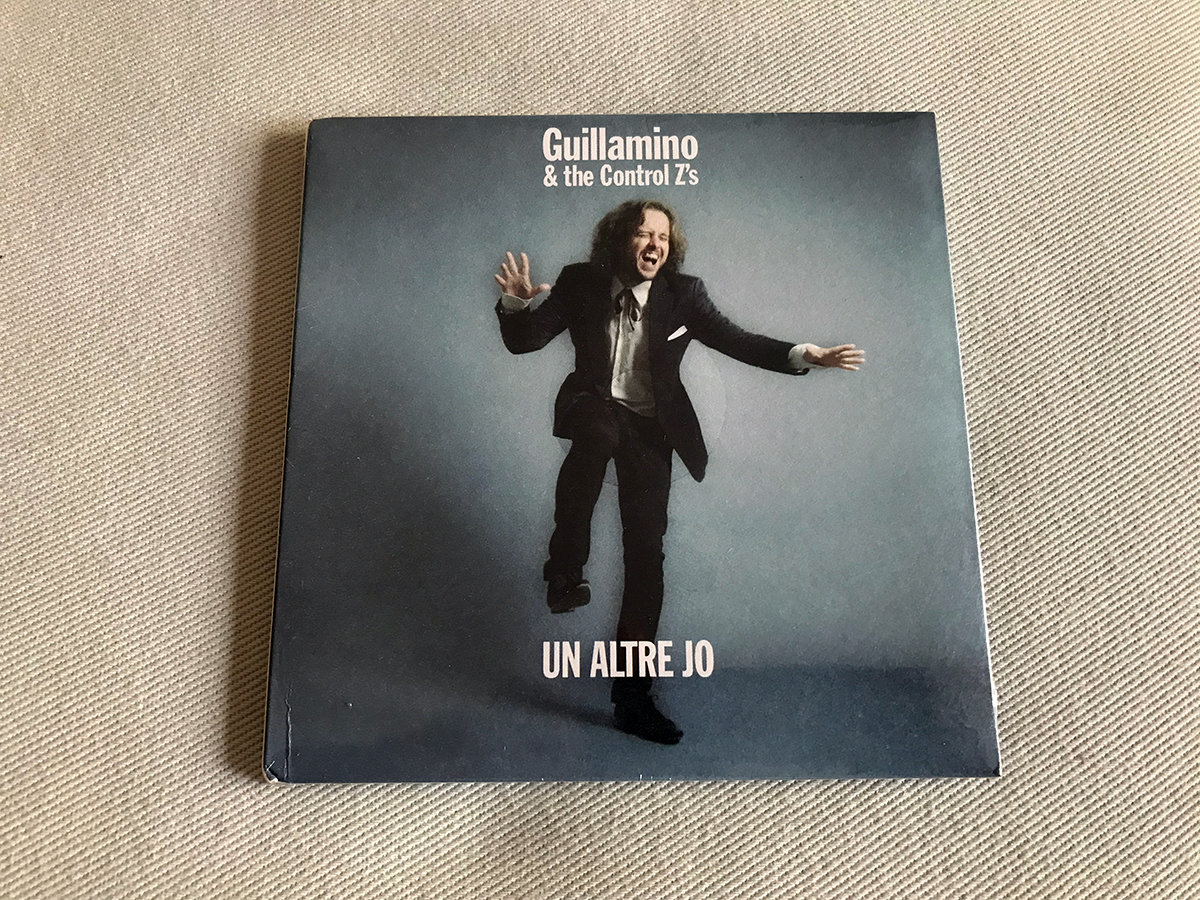 Guillamino
& the Control Z's
UN ALTRE JO